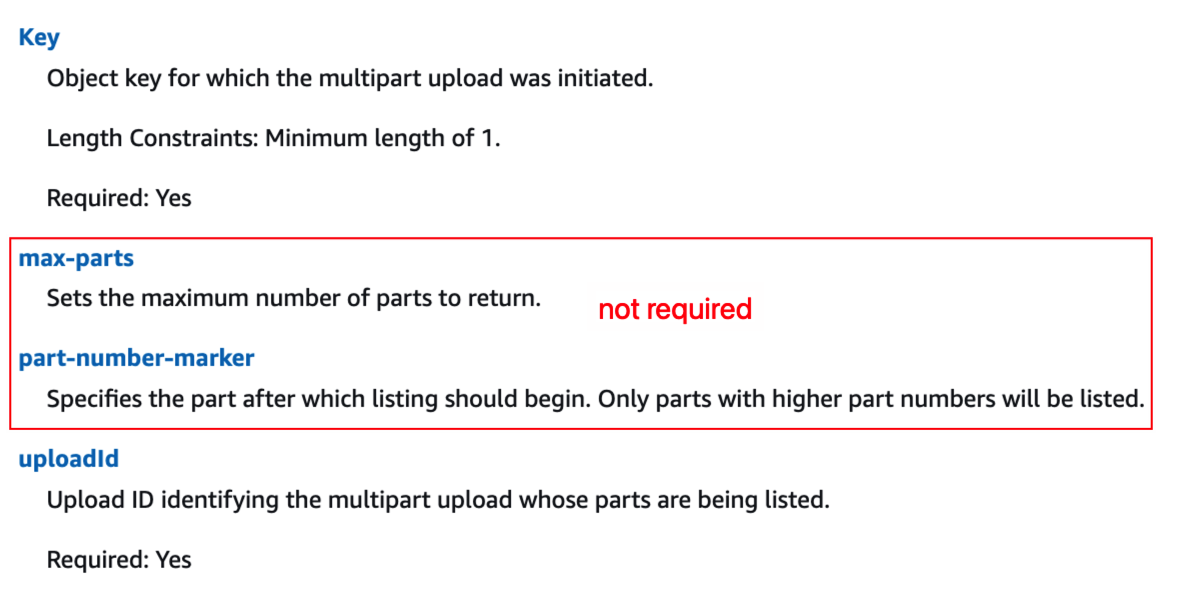 Key
Object key for which the multipart upload was initiated.
Length Constraints: Minimum length of 1.
Required: Yes
max-parts
Sets the maximum number of parts to return.
not required
part-number-marker
Specifies the part after which listing should begin. Only parts with higher part numbers will be listed.
uploadId
Upload ID identifying the multipart upload whose parts are being listed.
Required: Yes